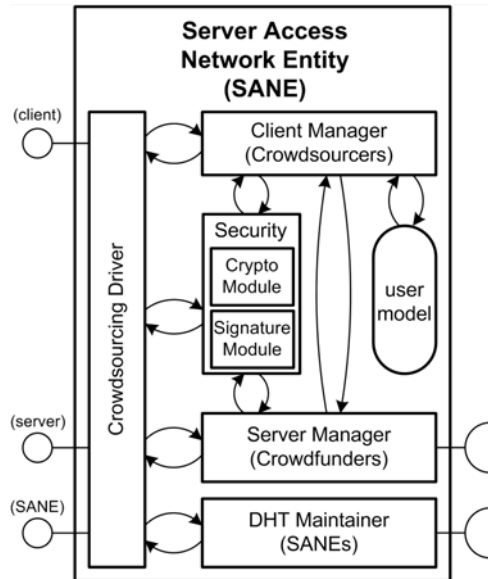 Server Access
Network Entity
(SANE)
(client)
Client Manager
(Crowdsourcers)
Security
Crypto
Module
Signature
Module
user
model
Crowdsourcing Driver
(server)
Server Manager
(Crowdfunders)
(SANE)
DHT Maintainer
(SANEs)